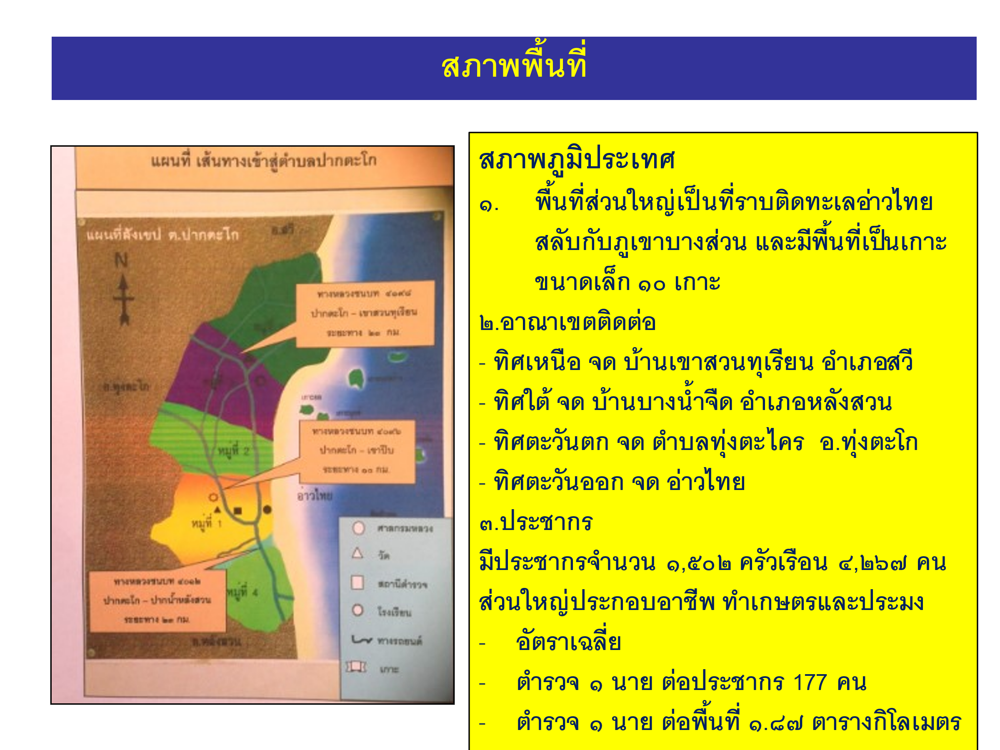 สภาพพื้นที่
แผนที่ เส้นทางเข้าสู่ตำบลปากตะโก
แผนที่สังเขป ต.ปากตะโก
อ.สวี
N
ทางหลวงชนบท ๔๑๙๘
ปากตะโก – เขาสวนทุเรียน
ระยะทาง ๒๑ กม.
อ.ทุ่งตะโก
ทางหลวงชนบท ๔๐๙๖
ปากตะโก – เขาปีบ
ระยะทาง ๑๐ กม.
หมู่ที่ 2
อ่าวไทย
หมู่ที่ 1
ทางหลวงชนบท ๔๐๑๒
ปากตะโก – ปากน้ำหลังสวน
ระยะทาง ๒๓ กม.
หมู่ที่ 4
อ.หลังสวน
ศาลกรมหลวง
วัด
สถานีตำรวจ
โรงเรียน
ทางรถยนต์
เกาะ
สภาพภูมิประเทศ
๑. พื้นที่ส่วนใหญ่เป็นที่ราบติดทะเลอ่าวไทย
สลับกับภูเขาบางส่วน และมีพื้นที่เป็นเกาะ
ขนาดเล็ก ๑๐ เกาะ
๒.อาณาเขตติดต่อ
- ทิศเหนือ จด บ้านเขาสวนทุเรียน อำเภอสวี
- ทิศใต้ จด บ้านบางน้ำจืด อำเภอหลังสวน
- ทิศตะวันตก จด ตำบลทุ่งตะไคร อ.ทุ่งตะโก
- ทิศตะวันออก จด อ่าวไทย
๓.ประชากร
มีประชากรจำนวน ๑,๕๐๒ ครัวเรือน ๔,๒๖๗ คน
ส่วนใหญ่ประกอบอาชีพ ทำเกษตรและประมง
- อัตราเฉลี่ย
- ตำรวจ ๑ นาย ต่อประชากร 177 คน
- ตำรวจ ๑ นาย ต่อพื้นที่ ๑.๘๗ ตารางกิโลเมตร